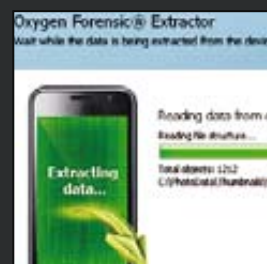 Oxygen Forensic® Extractor
Wait while the data is being extracted from the
Reading data from
Reading file structure...
Extracting
data...
Total objects: 1212